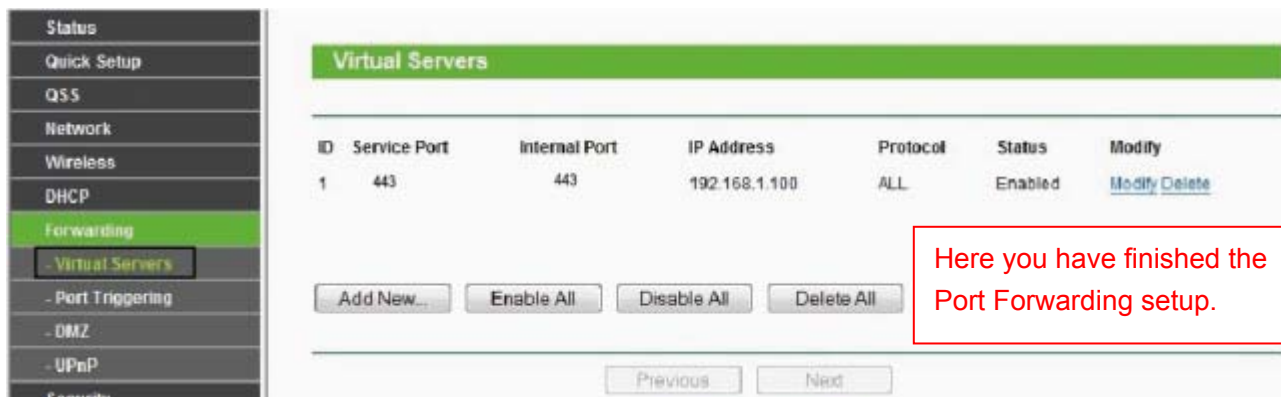 Status
Quick Setup
QSS
Network
Wireless
DHCP
Forwarding
- Virtual Servers
- Port Triggering
- DMZ
- UPnP
Security
Virtual Servers
ID Service Port Internal Port IP Address Protocol Status Modify
1 443 443 192.168.1.100 ALL Enabled Modify Delete
Add New... Enable All Disable All Delete All
Here you have finished the
Port Forwarding setup.
Previous Next